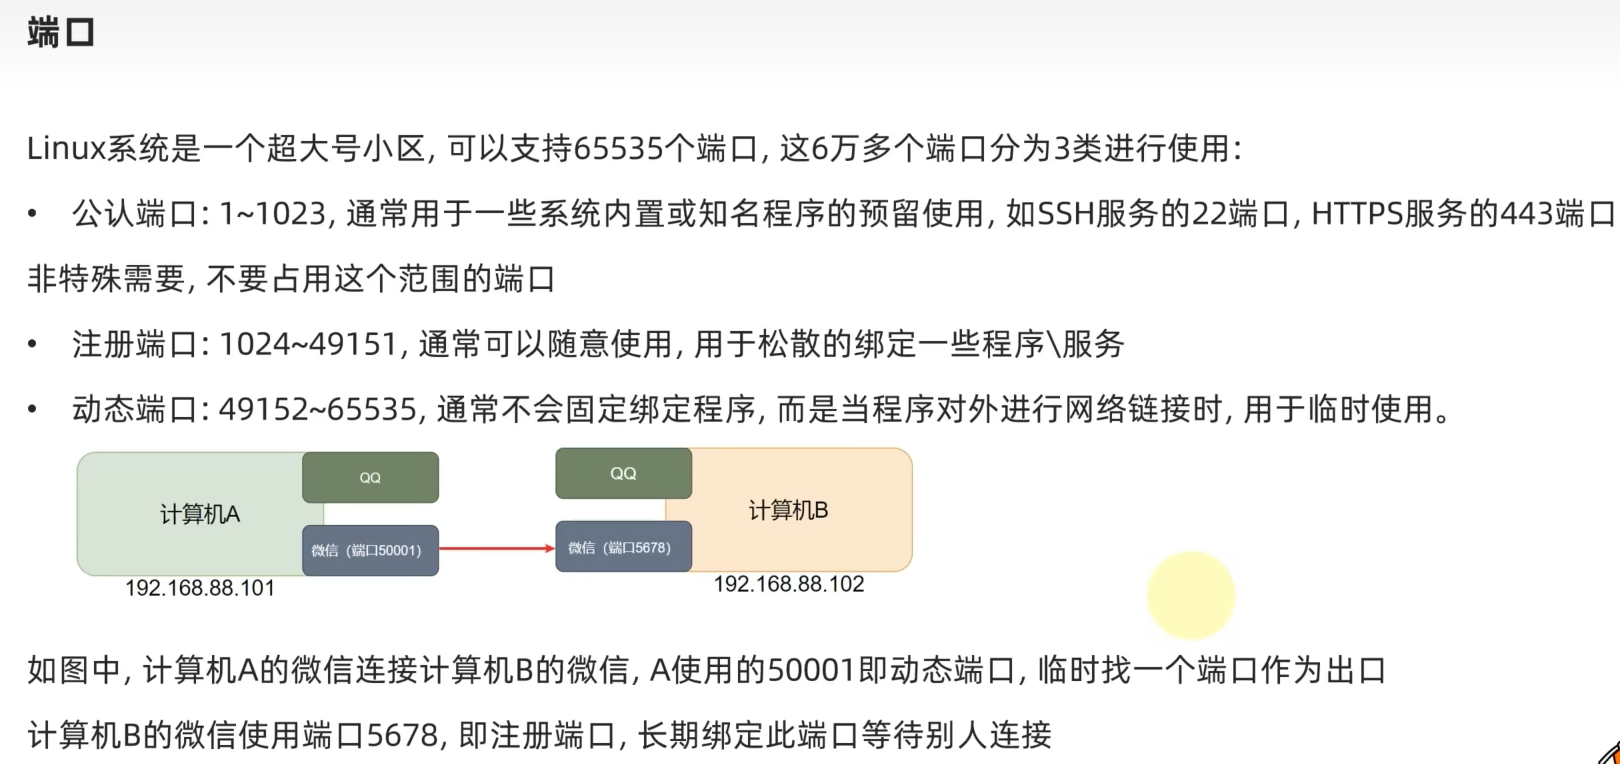 端口
Linux系统是一个超大号小区, 可以支持65535个端口, 这6万多个端口分为3类进行使用:
• 公认端口: 1~1023, 通常用于一些系统内置或知名程序的预留使用, 如SSH服务的22端口, HTTPS服务的443端口
非特殊需要, 不要占用这个范围的端口
• 注册端口: 1024~49151, 通常可以随意使用, 用于松散的绑定一些程序\服务
• 动态端口: 49152~65535, 通常不会固定绑定程序, 而是当程序对外进行网络链接时, 用于临时使用。
QQ
QQ
计算机A
计算机B
微信（端口50001）
微信（端口5678）
192.168.88.101
192.168.88.102
如图中, 计算机A的微信连接计算机B的微信, A使用的50001即动态端口, 临时找一个端口作为出口
计算机B的微信使用端口5678, 即注册端口, 长期绑定此端口等待别人连接